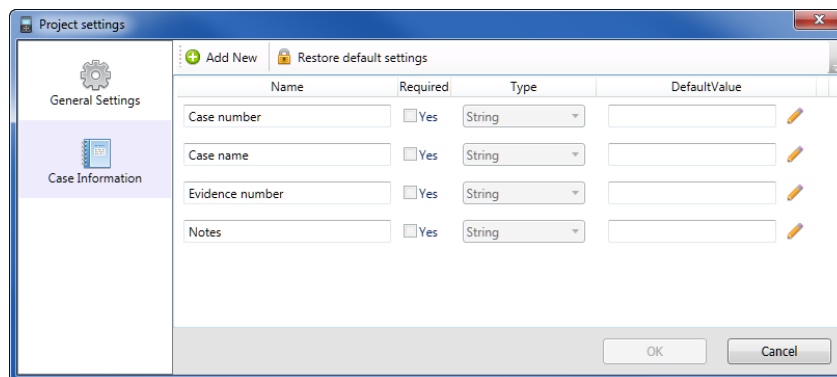 Project settings
General Settings
Case Information
Add New Restore default settings
Name Required Type DefaultValue
Case number Yes String
Case name Yes String
Evidence number Yes String
Notes Yes String
OK Cancel